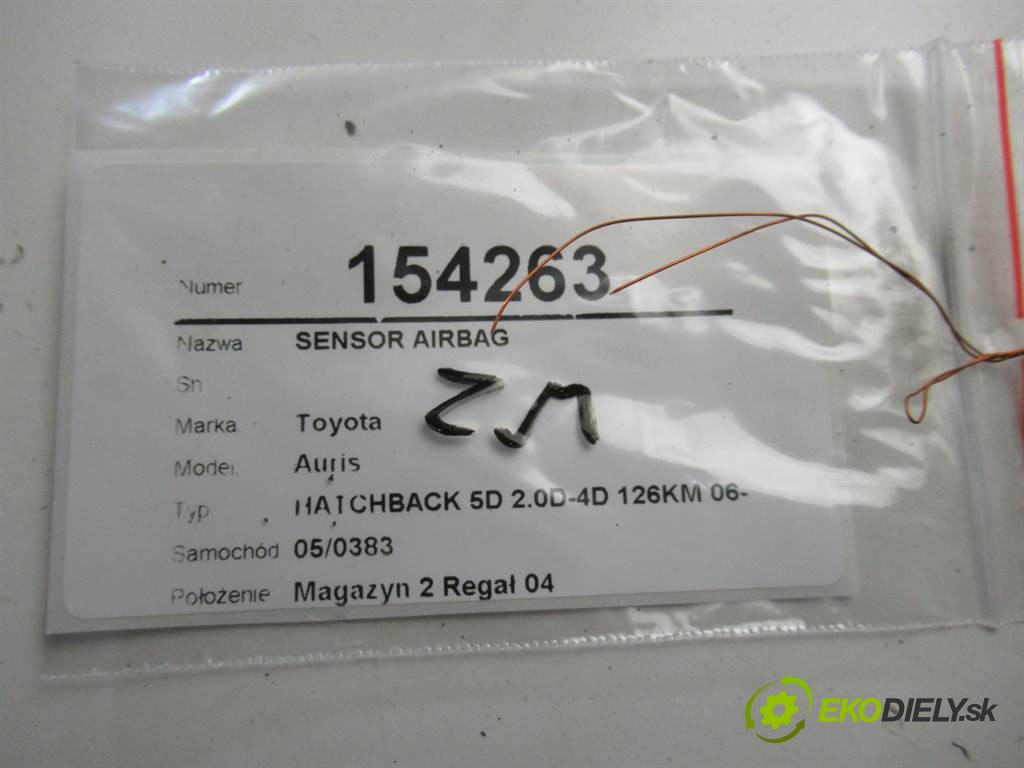 Numer 154263
Nazwa SENSOR AIRBAG
Sn
Marka Toyota
Model Auris
Typ HATCHBACK 5D 2.0D-4D 126KM 06-
Samochód 05/0383
Położenie Magazyn 2 Regał 04
EKODIELY.sk